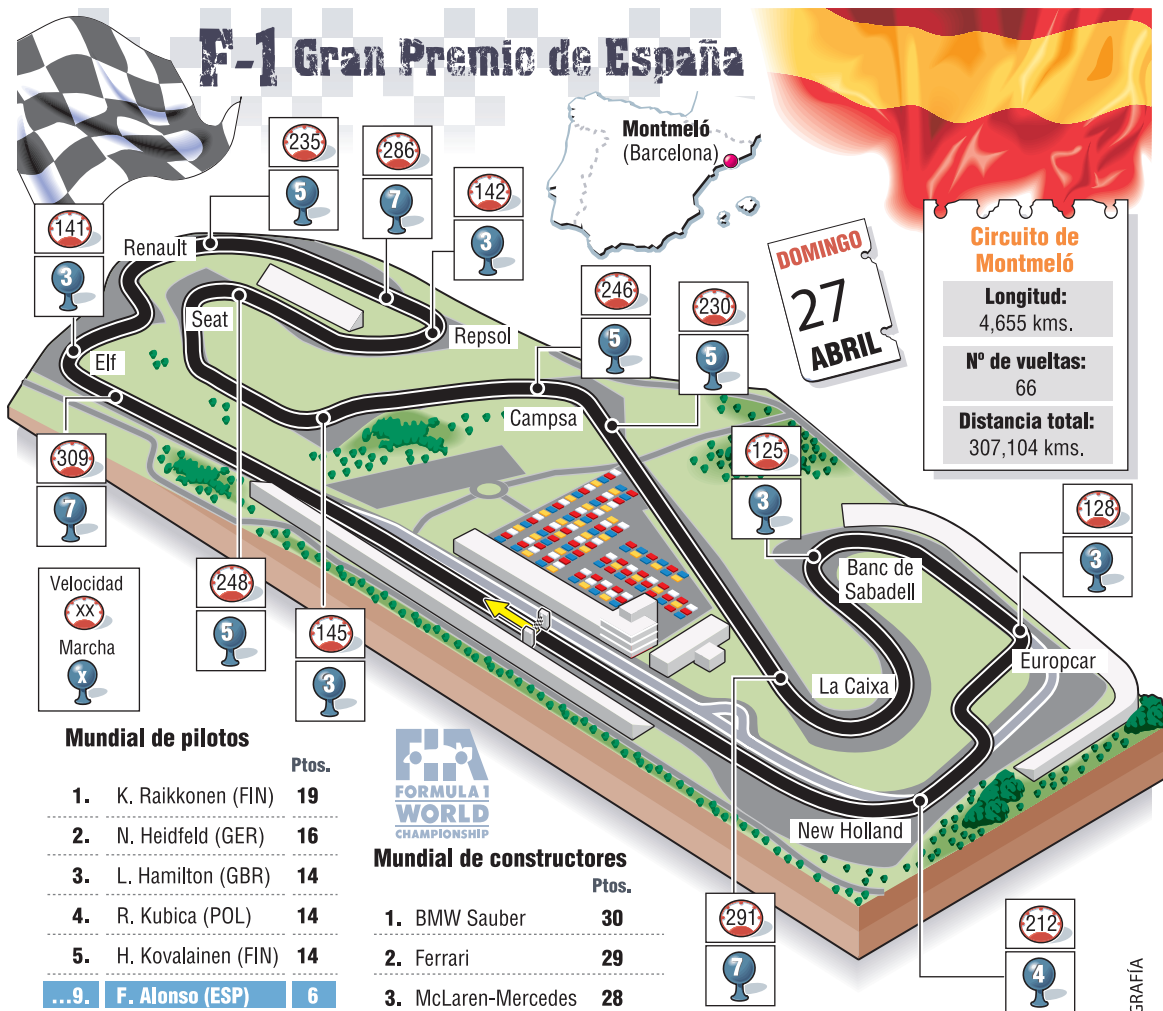 F-1 Gran Premio de España
Montmeló
(Barcelona)
DOMINGO
27
ABRIL
Circuito de
Montmeló
Longitud:
4,655 kms.
Nº de vueltas:
66
Distancia total:
307,104 kms.
235
5
286
7
142
3
141
3
Renault
Seat
Repsol
Elf
246
5
230
5
Campsa
309
7
125
3
128
3
Banc de
Sabadell
Europcar
La Caixa
New Holland
248
5
145
3
Velocidad
XX
Marcha
X
291
7
212
4
Mundial de pilotos
Ptos.
1. K. Raikkonen (FIN) 19
2. N. Heidfeld (GER) 16
3. L. Hamilton (GBR) 14
4. R. Kubica (POL) 14
5. H. Kovalainen (FIN) 14
...9. F. Alonso (ESP) 6
FIA
FORMULA 1
WORLD
CHAMPIONSHIP
Mundial de constructores
Ptos.
1. BMW Sauber 30
2. Ferrari 29
3. McLaren-Mercedes 28
GRAFÍA